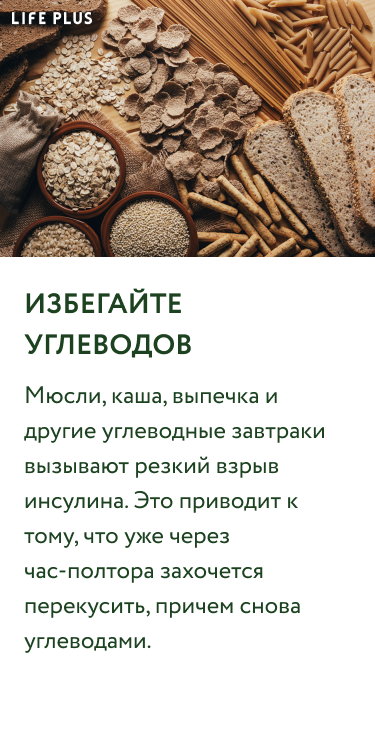 LIFE PLUS
ИЗБЕГАЙТЕ
УГЛЕВОДОВ
Мюсли, каша, выпечка и
другие углеводные завтраки
вызывают резкий взрыв
инсулина. Это приводит к
тому, что уже через
час-полтора захочется
перекусить, причем снова
углеводами.